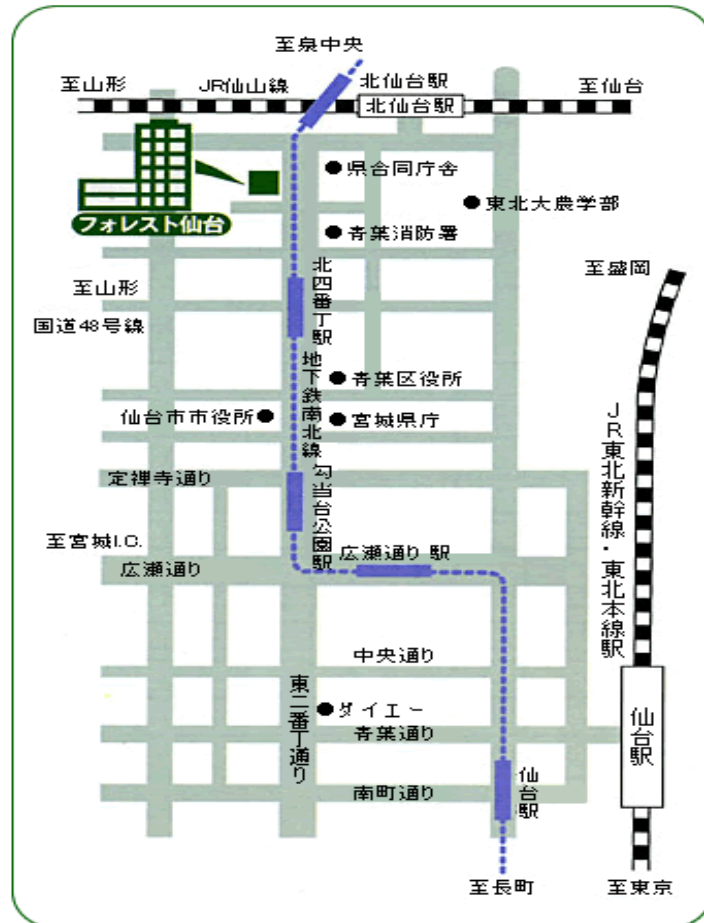 至泉中央
至山形
JR仙山線
北仙台駅
至仙台
北仙台駅
県合同庁舎
東北大農学部
フォレスト仙台
青葉消防署
至盛岡
至山形
北四番丁駅
国道48号線
地下鉄南北線
青葉区役所
仙台市市役所
宮城県庁
JR東北新幹線・東北本線駅
定禅寺通り
勾当台公園駅
至宮城I.C.
広瀬通り 駅
広瀬通り
中央通り
東二番丁通り
ダイエー
青葉通り
仙台駅
仙台駅
南町通り
至長町
至東京